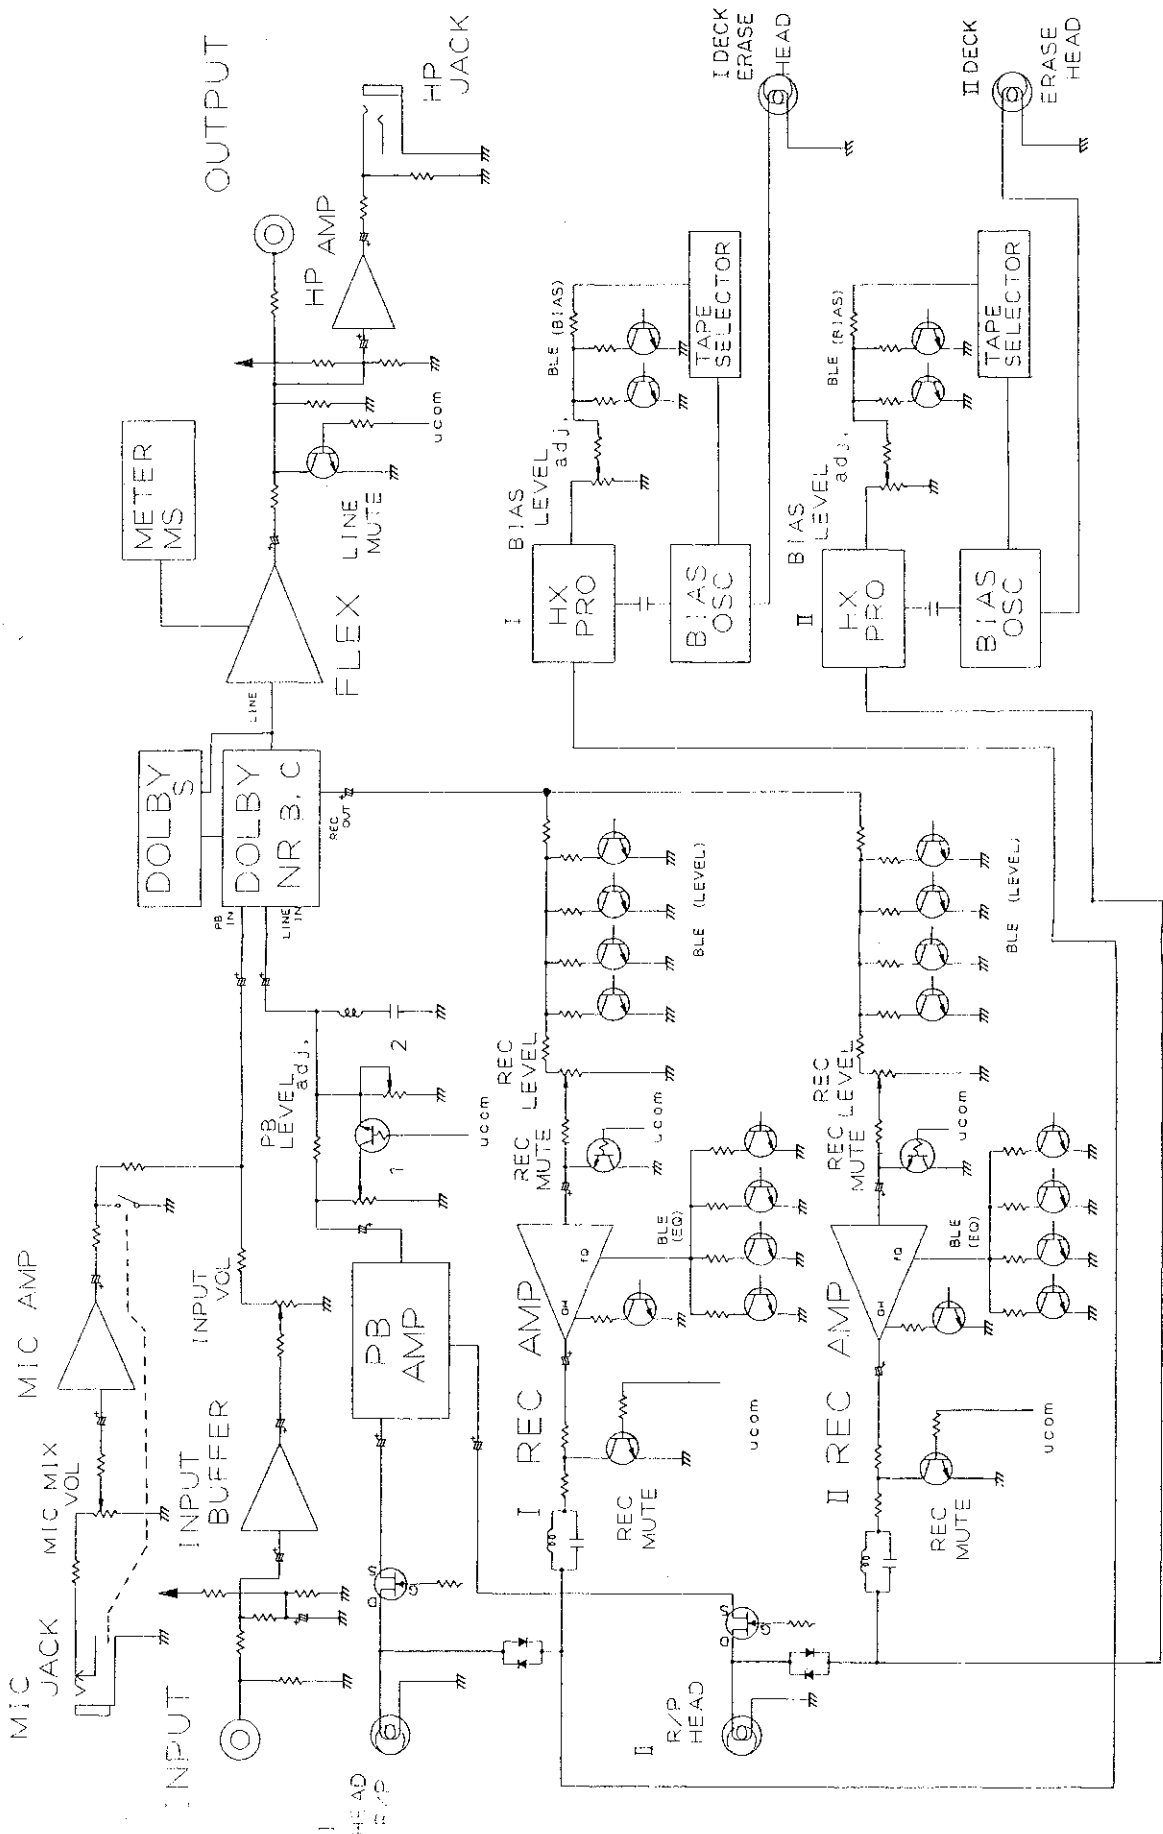 MIC
JACK
MIC MIX
VOL
MIC AMP
INPUT
INPUT
BUFFER
INPUT
VOL
I
HEAD
R/P
D
S
G
PB
AMP
PB
LEVEL
adj.
1
2
ucom
PB
IN
LINE
IN
DOLBY
S
DOLBY
NR B, C
REC
OUT
LINE
FLEX
METER
MS
LINE
MUTE
ucom
OUTPUT
HP AMP
HP
JACK
I REC AMP
REC
MUTE
ucom
EQ
BLE
(EQ)
REC
MUTE
ucom
REC
LEVEL
BLE (LEVEL)
I
HX
PRO
BIAS
LEVEL
adj.
BLE (BIAS)
BIAS
OSC
TAPE
SELECTOR
I DECK
ERASE
HEAD
II
R/P
HEAD
D
S
G
II REC AMP
REC
MUTE
ucom
EQ
BLE
(EQ)
REC
MUTE
ucom
REC
LEVEL
BLE (LEVEL)
II
HX
PRO
BIAS
LEVEL
adj.
BLE (BIAS)
BIAS
OSC
TAPE
SELECTOR
II DECK
ERASE
HEAD